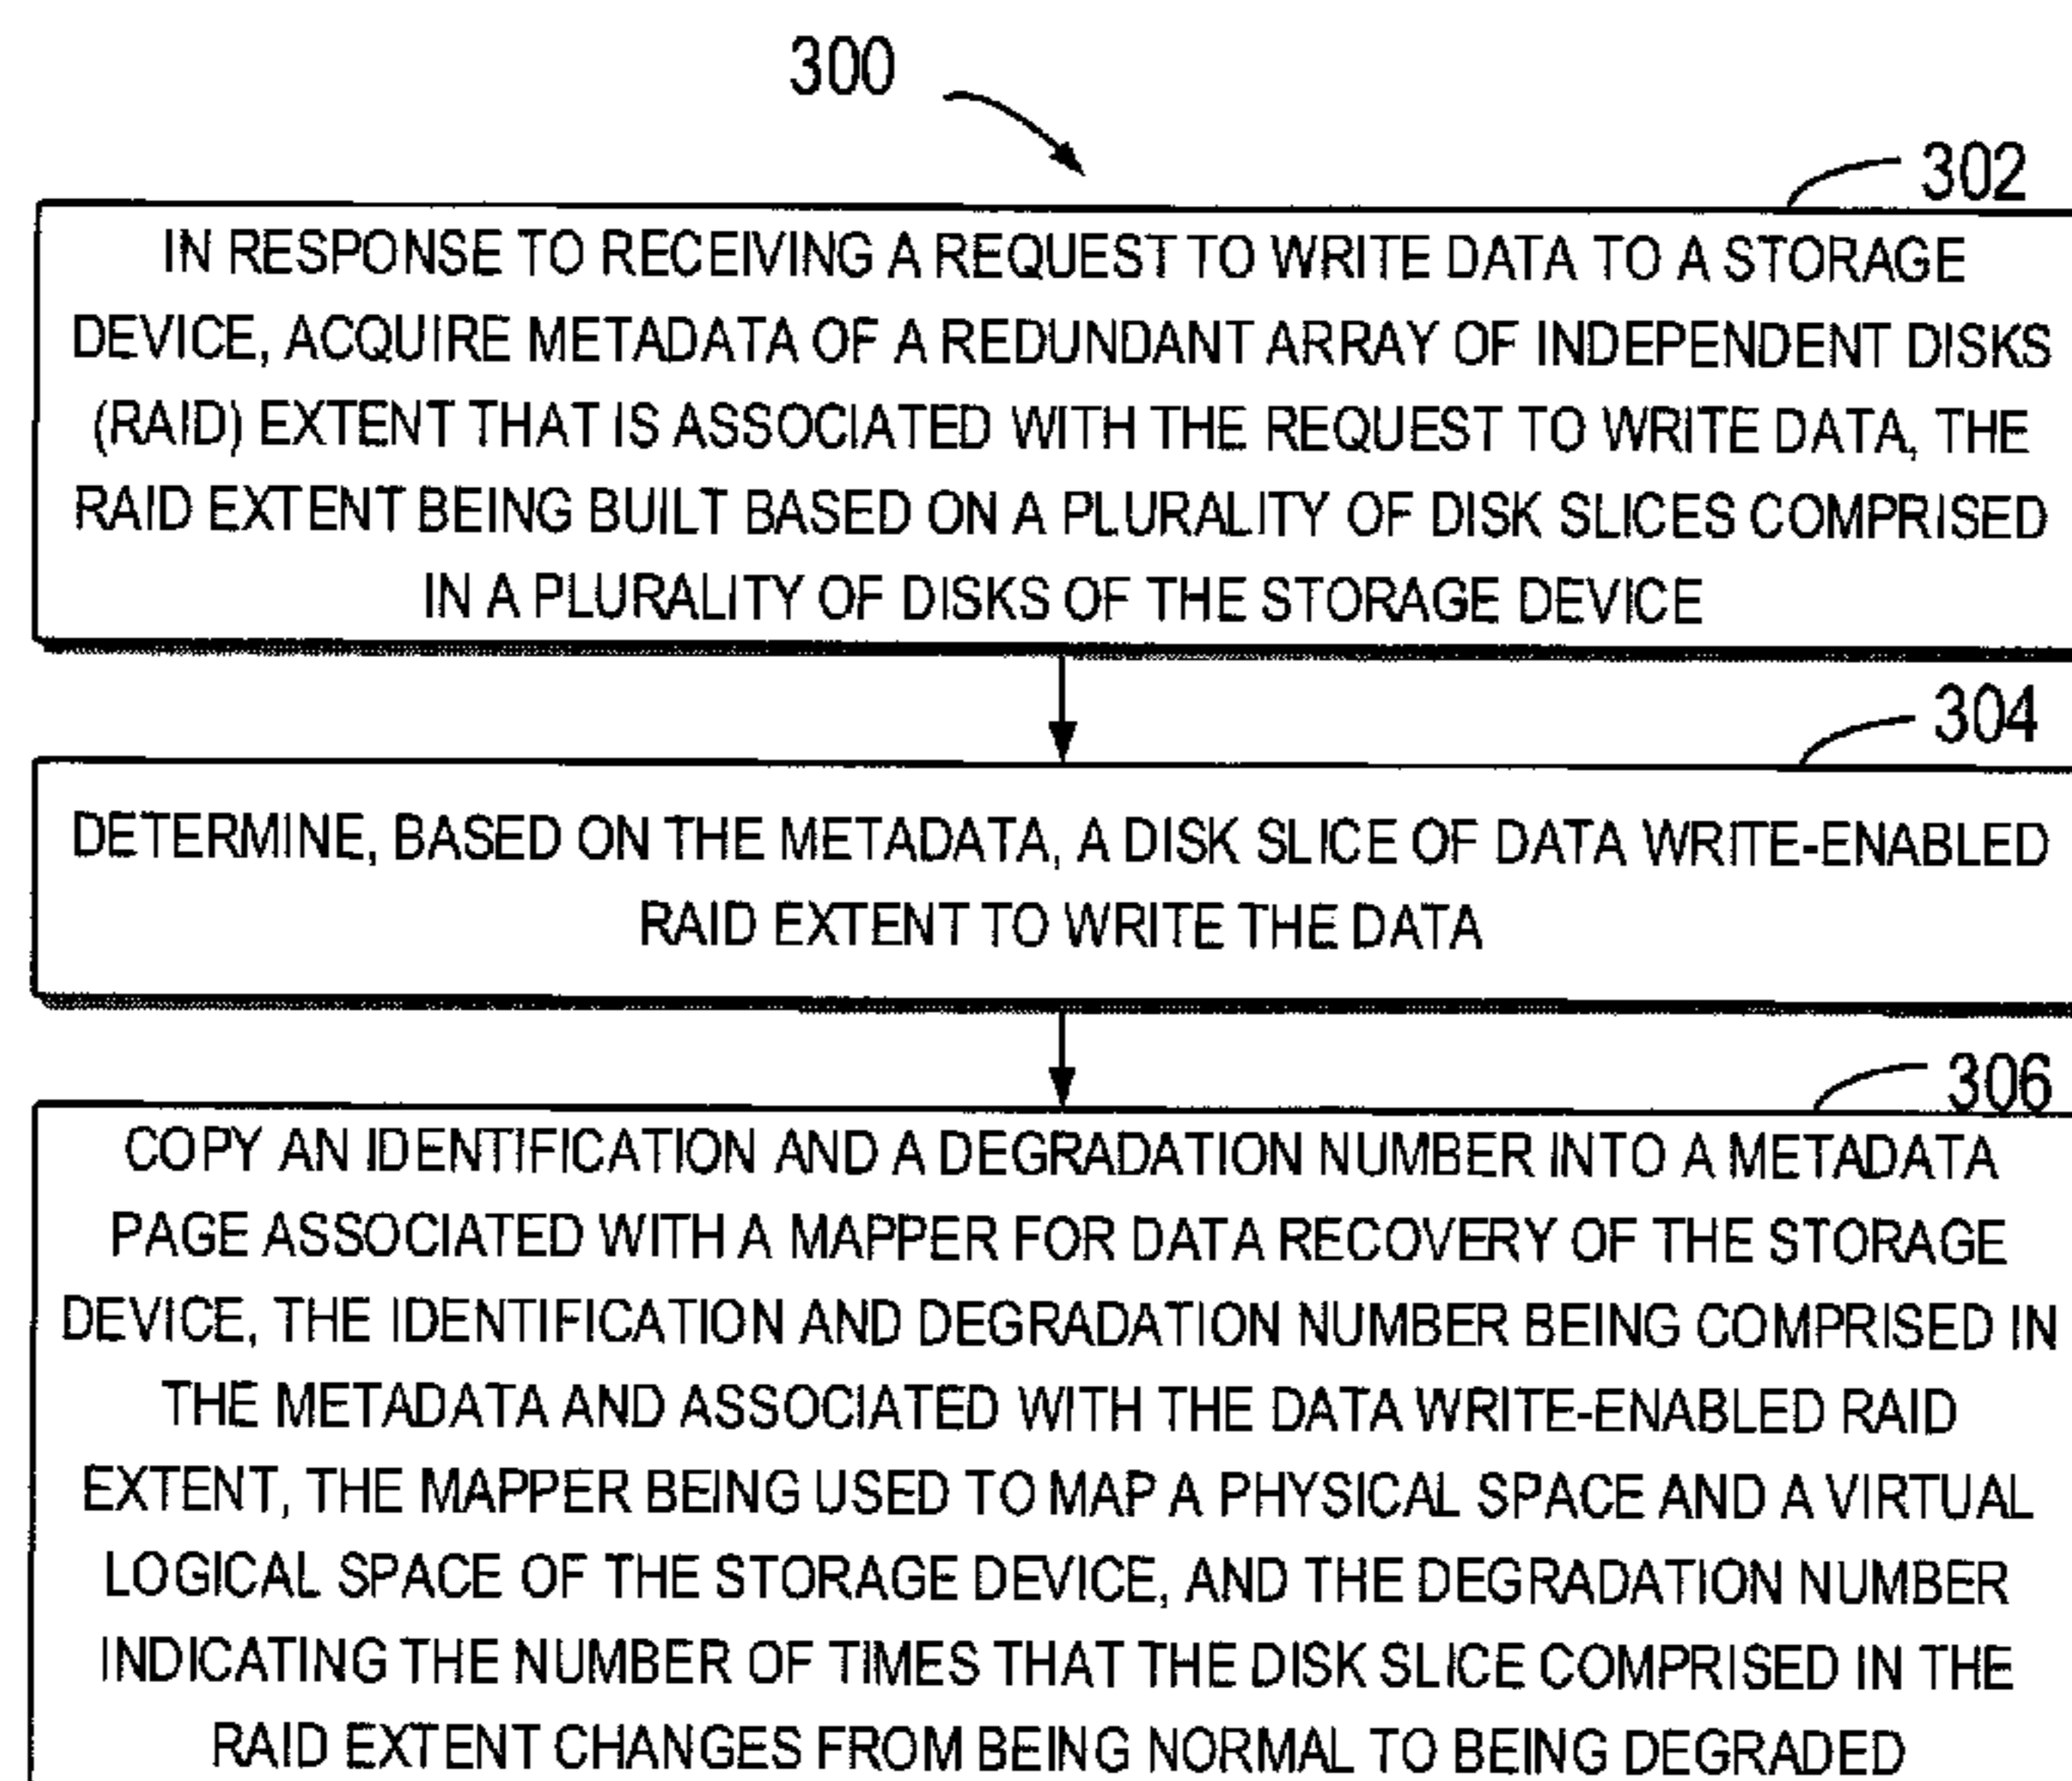 300
302
IN RESPONSE TO RECEIVING A REQUEST TO WRITE DATA TO A STORAGE
DEVICE, ACQUIRE METADATA OF A REDUNDANT ARRAY OF INDEPENDENT DISKS
(RAID) EXTENT THAT IS ASSOCIATED WITH THE REQUEST TO WRITE DATA, THE
RAID EXTENT BEING BUILT BASED ON A PLURALITY OF DISK SLICES COMPRISED
IN A PLURALITY OF DISKS OF THE STORAGE DEVICE
304
DETERMINE, BASED ON THE METADATA, A DISK SLICE OF DATA WRITE-ENABLED
RAID EXTENT TO WRITE THE DATA
306
COPY AN IDENTIFICATION AND A DEGRADATION NUMBER INTO A METADATA
PAGE ASSOCIATED WITH A MAPPER FOR DATA RECOVERY OF THE STORAGE
DEVICE, THE IDENTIFICATION AND DEGRADATION NUMBER BEING COMPRISED IN
THE METADATA AND ASSOCIATED WITH THE DATA WRITE-ENABLED RAID
EXTENT, THE MAPPER BEING USED TO MAP A PHYSICAL SPACE AND A VIRTUAL
LOGICAL SPACE OF THE STORAGE DEVICE, AND THE DEGRADATION NUMBER
INDICATING THE NUMBER OF TIMES THAT THE DISK SLICE COMPRISED IN THE
RAID EXTENT CHANGES FROM BEING NORMAL TO BEING DEGRADED